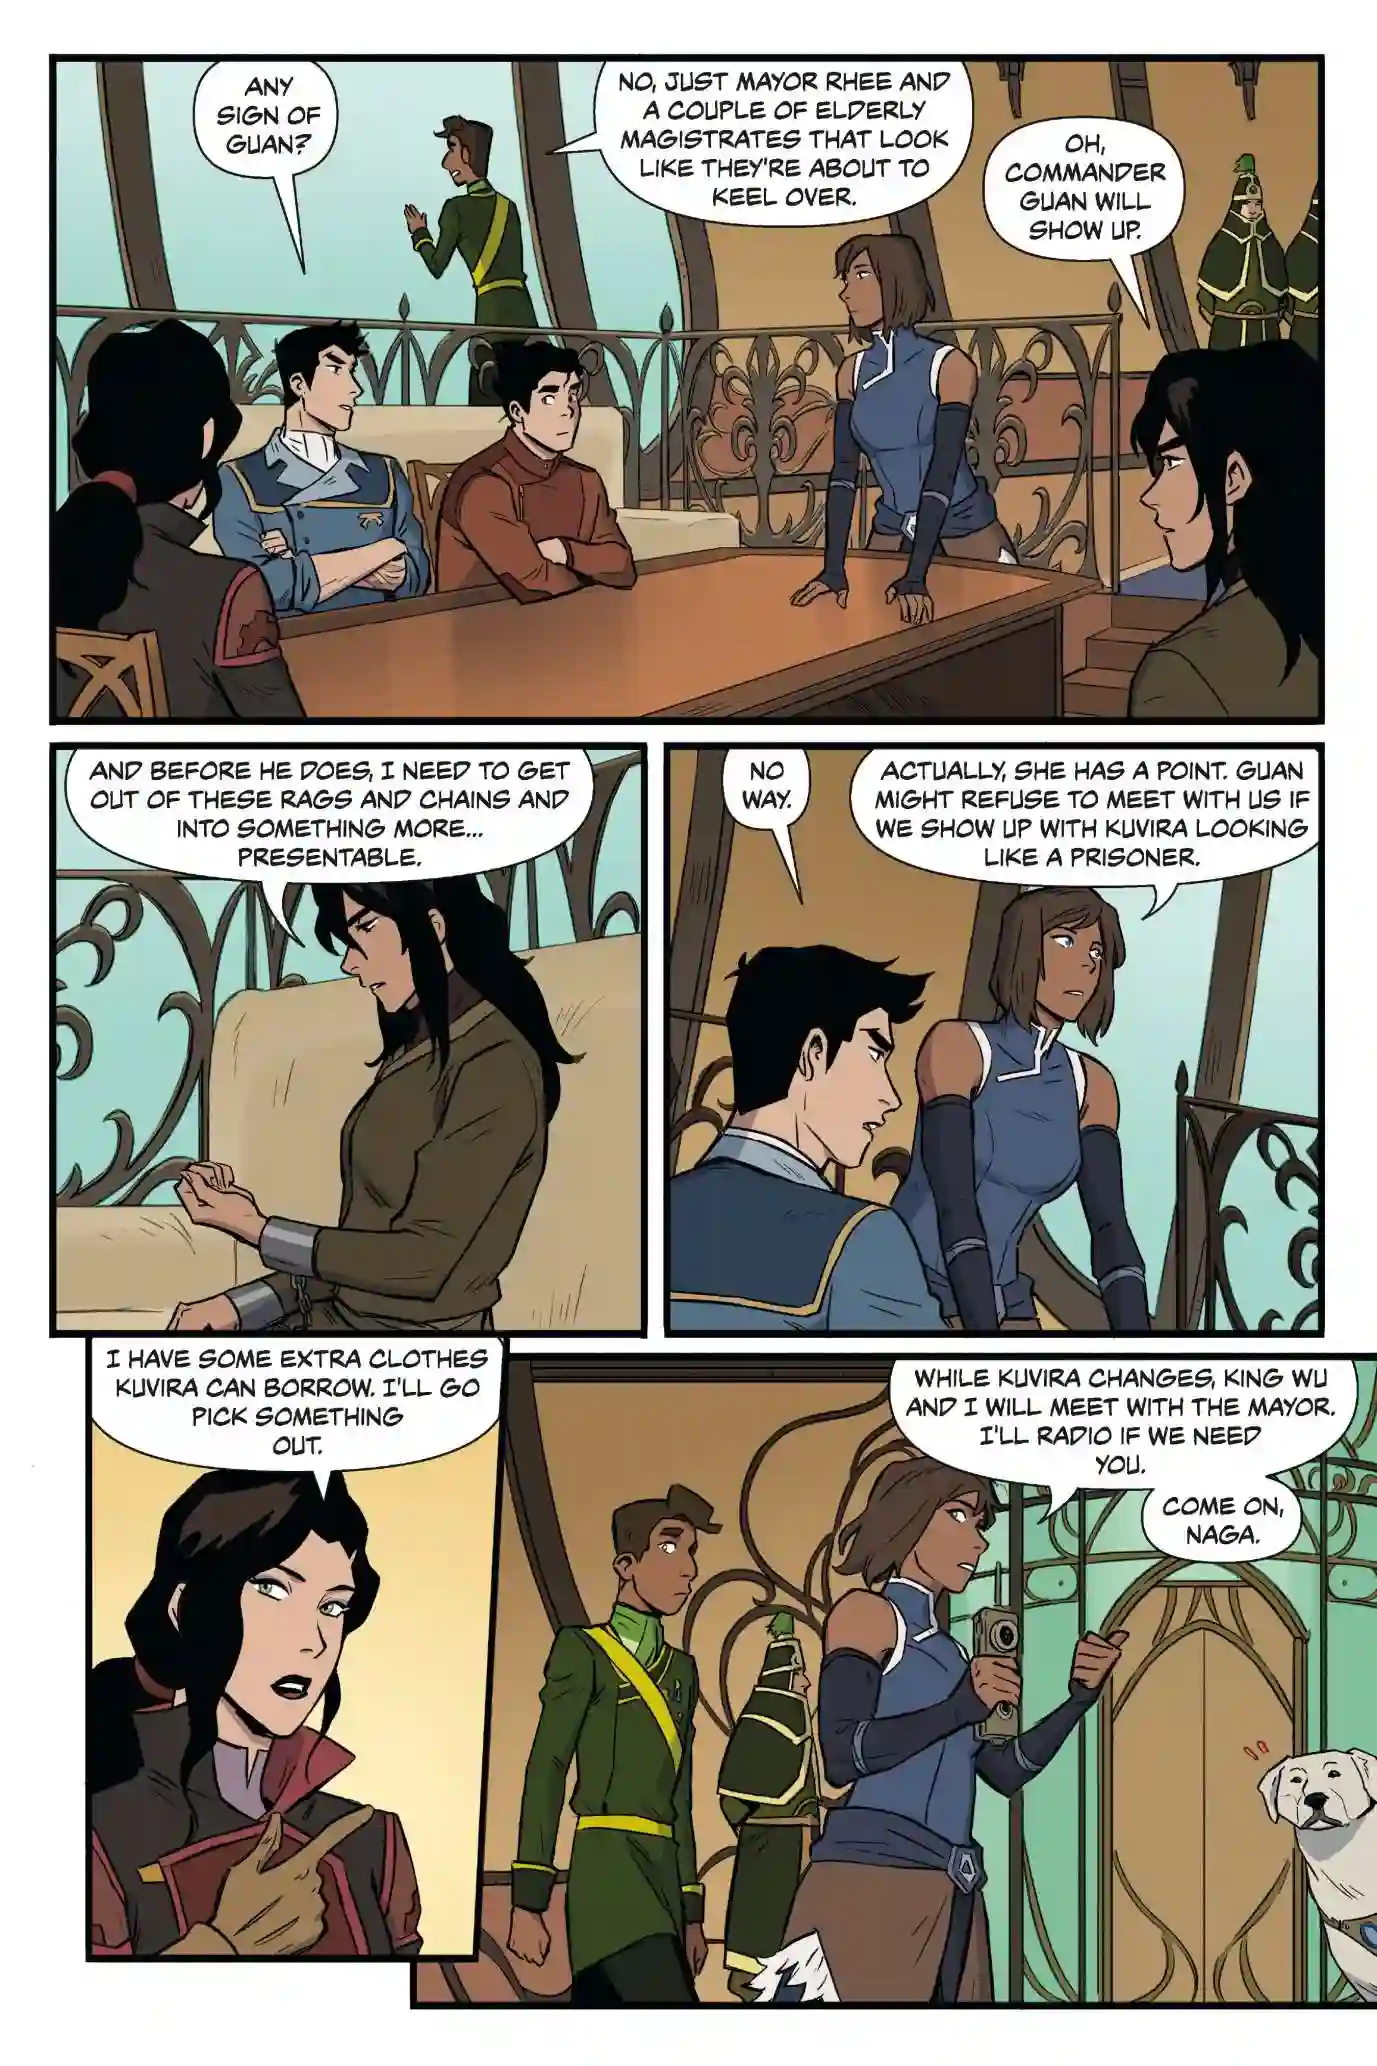 ANY
SIGN OF
GUAN?
NO, JUST MAYOR RHEE AND
A COUPLE OF ELDERLY
MAGISTRATES THAT LOOK
LIKE THEY'RE ABOUT TO
KEEL OVER.
OH,
COMMANDER
GUAN WILL
SHOW UP.
AND BEFORE HE DOES, I NEED TO GET
OUT OF THESE RAGS AND CHAINS AND
INTO SOMETHING MORE...
PRESENTABLE.
NO
WAY.
ACTUALLY, SHE HAS A POINT. GUAN
MIGHT REFUSE TO MEET WITH US IF
WE SHOW UP WITH KUVIRA LOOKING
LIKE A PRISONER.
I HAVE SOME EXTRA CLOTHES
KUVIRA CAN BORROW. I'LL GO
PICK SOMETHING
OUT.
WHILE KUVIRA CHANGES, KING WU
AND I WILL MEET WITH THE MAYOR.
I'LL RADIO IF WE NEED
YOU.
COME ON,
NAGA.